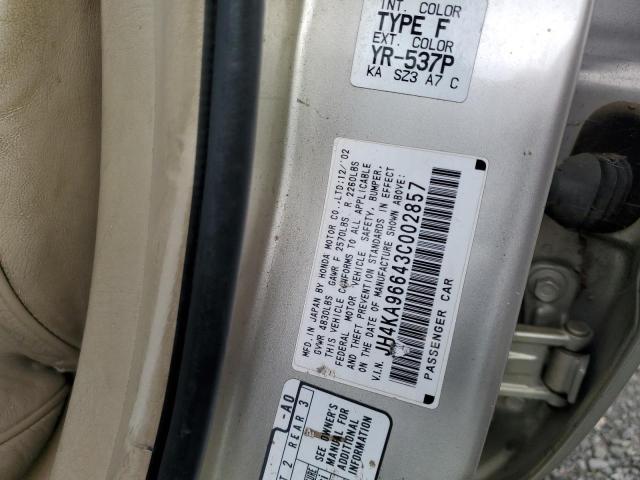 INT. COLOR
TYPE F
EXT. COLOR
YR-537P
KA SZ3 A7 C
MFD. IN JAPAN BY HONDA MOTOR CO.,LTD:12/'02
GVWR 4830LBS GAWR F 2570LBS R 2260LBS
THIS VEHICLE CONFORMS TO ALL APPLICABLE
FEDERAL MOTOR VEHICLE SAFETY, BUMPER,
AND THEFT PREVENTION STANDARDS IN EFFECT
ON THE DATE OF MANUFACTURE SHOWN ABOVE:
V.I.N. JH4KA96643C002857
PASSENGER CAR
-A0
2 REAR 3
SEE OWNER'S
MANUAL FOR
ADDITIONAL
INFORMATION